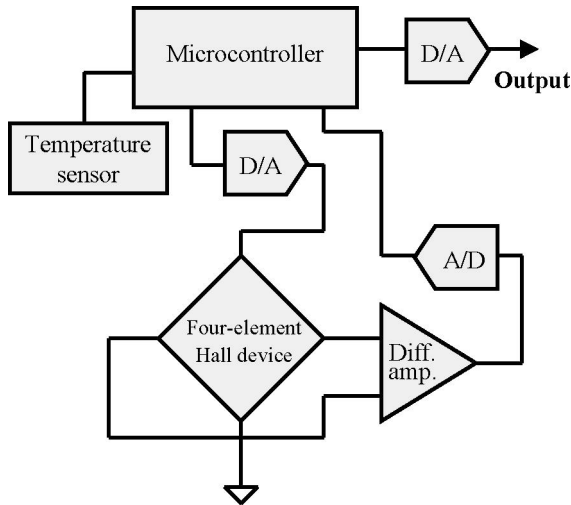 Microcontroller
D/A
Output
Temperature
sensor
D/A
A/D
Four-element
Hall device
Diff.
amp.